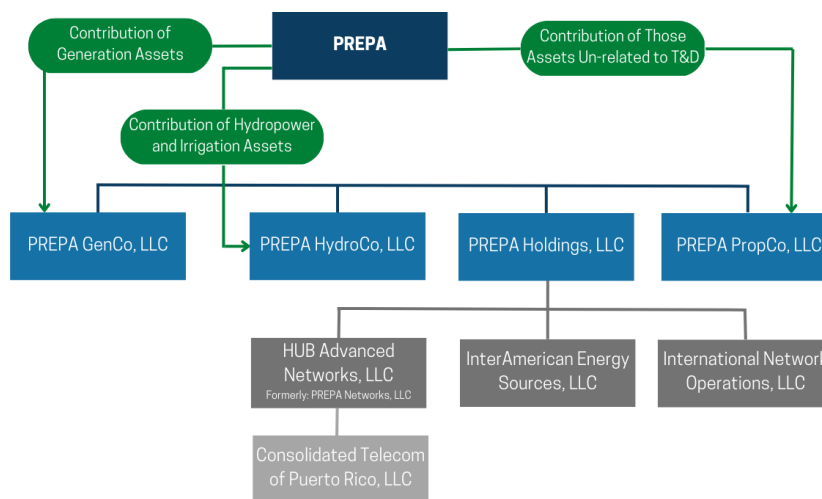 Contribution of
Generation Assets
PREPA
Contribution of Those
Assets Un-related to T&D
Contribution of Hydropower
and Irrigation Assets
PREPA GenCo, LLC
PREPA HydroCo, LLC
PREPA Holdings, LLC
PREPA PropCo, LLC
HUB Advanced
Networks, LLC
Formerly: PREPA Networks, LLC
InterAmerican Energy
Sources, LLC
International Network
Operations, LLC
Consolidated Telecom
of Puerto Rico, LLC